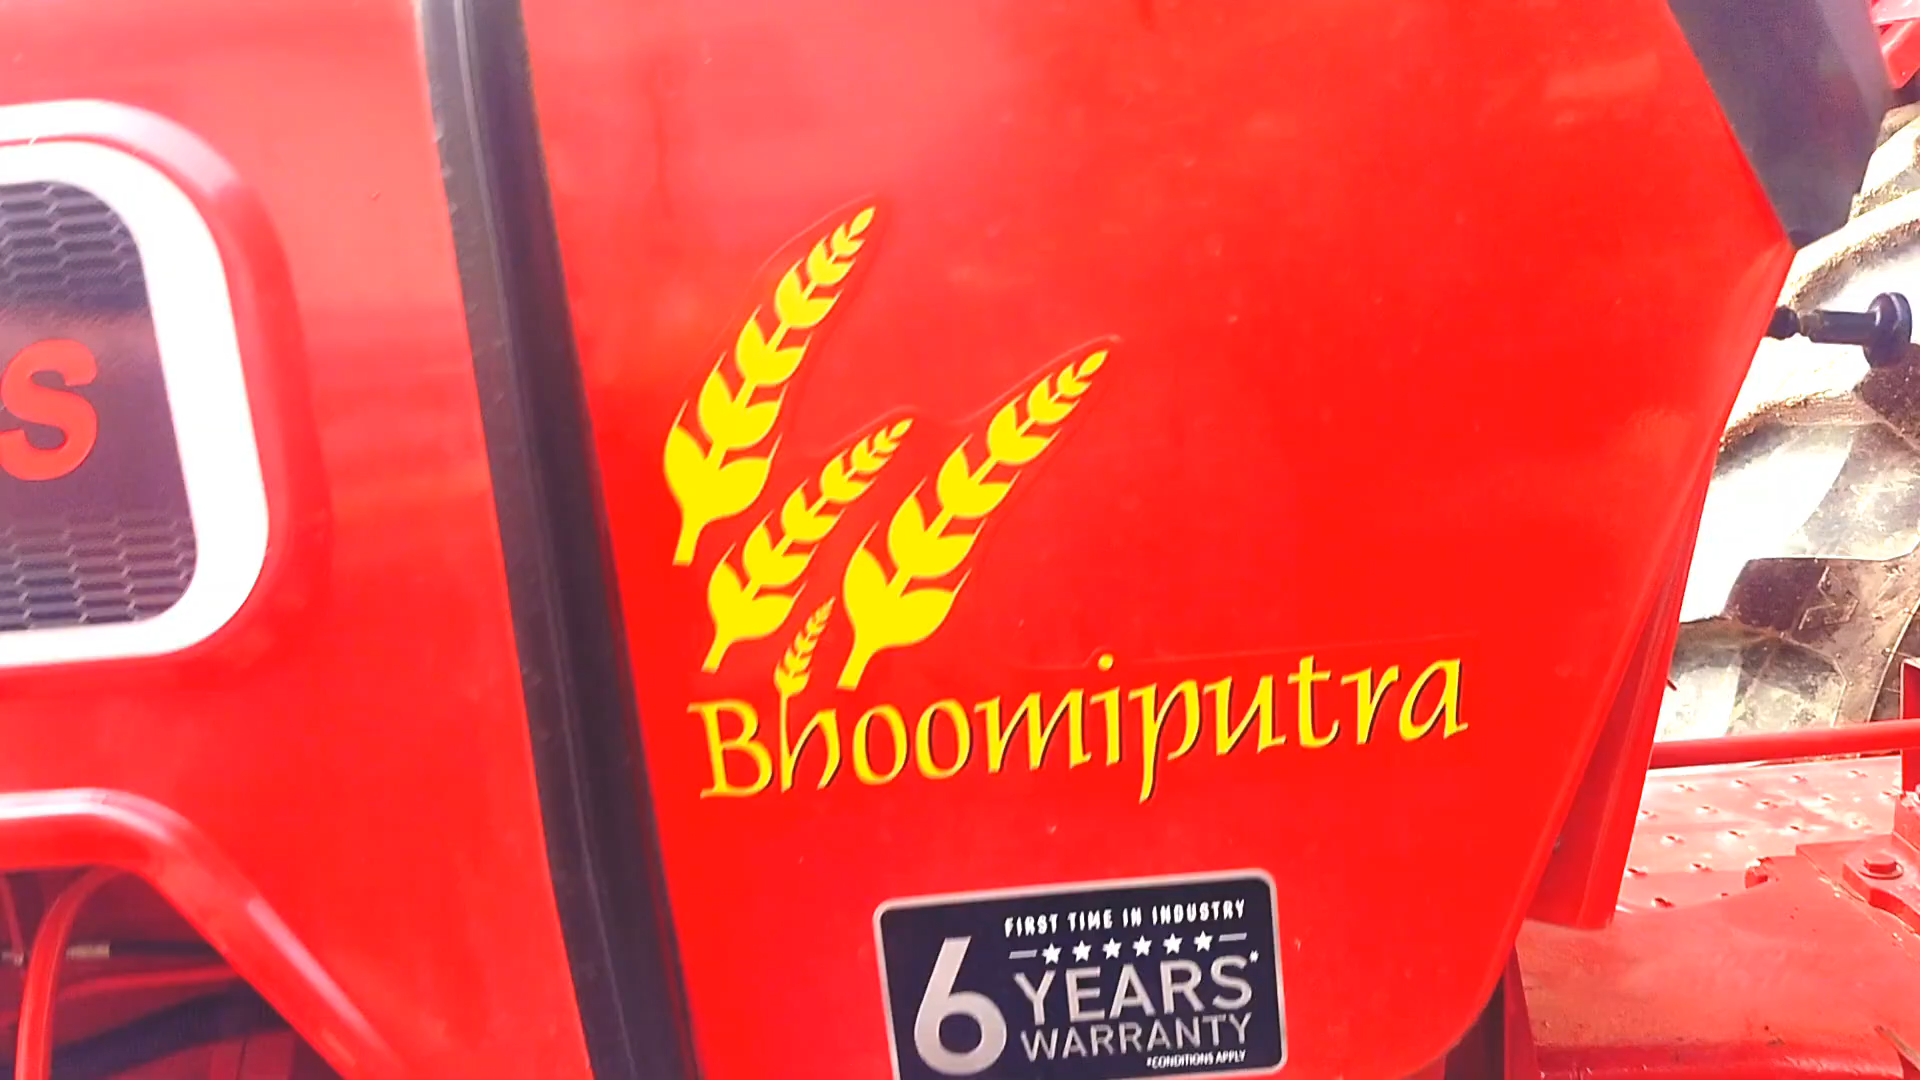 S
Bhoomiputra
FIRST TIME IN INDUSTRY
6 YEARS*
WARRANTY
*CONDITIONS APPLY